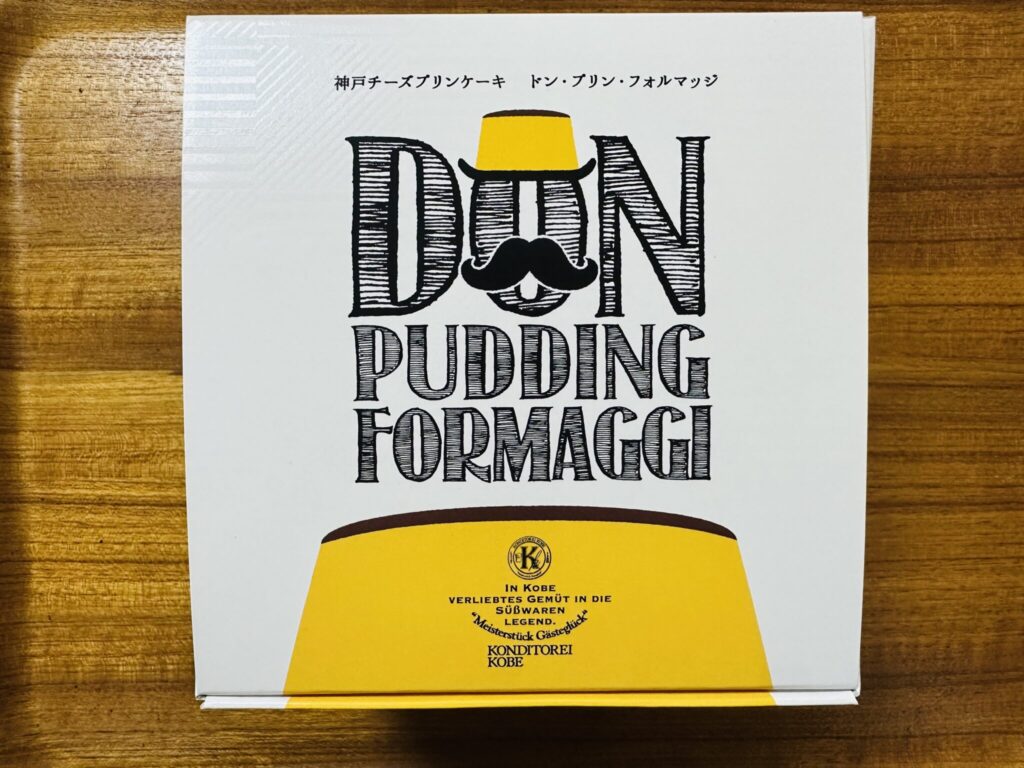 神戸チーズプリンケーキ　ドン・プリン・フォルマッジ
DON
PUDDING
FORMAGGI
K
IN KOBE
VERLIEBTES GEMÜT IN DIE
SÜßWAREN
LEGEND.
"Meisterstück Gästeglück"
KONDITOREI
KOBE